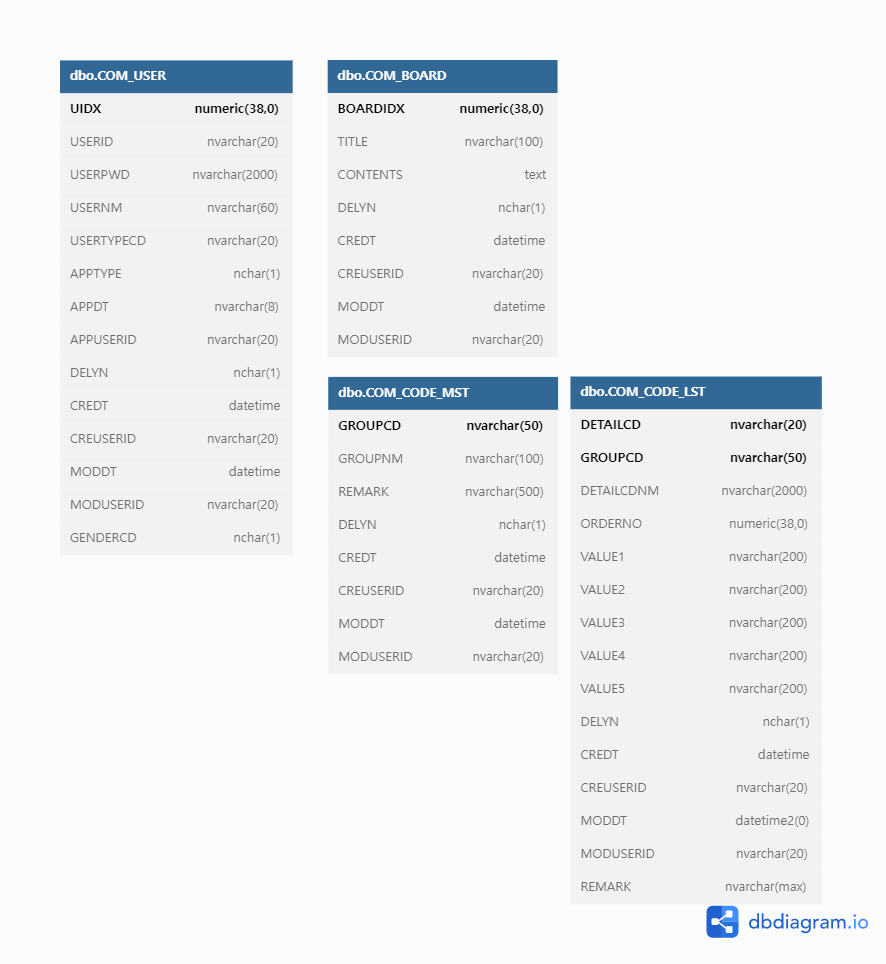 dbo.COM_USER
UIDX numeric(38,0)
USERID nvarchar(20)
USERPWD nvarchar(2000)
USERNM nvarchar(60)
USERTYPECD nvarchar(20)
APPTYPE nchar(1)
APPDT nvarchar(8)
APPUSERID nvarchar(20)
DELYN nchar(1)
CREDT datetime
CREUSERID nvarchar(20)
MODDT datetime
MODUSERID nvarchar(20)
GENDERCD nchar(1)
dbo.COM_BOARD
BOARDIDX numeric(38,0)
TITLE nvarchar(100)
CONTENTS text
DELYN nchar(1)
CREDT datetime
CREUSERID nvarchar(20)
MODDT datetime
MODUSERID nvarchar(20)
dbo.COM_CODE_MST
GROUPCD nvarchar(50)
GROUPNM nvarchar(100)
REMARK nvarchar(500)
DELYN nchar(1)
CREDT datetime
CREUSERID nvarchar(20)
MODDT datetime
MODUSERID nvarchar(20)
dbo.COM_CODE_LST
DETAILCD nvarchar(20)
GROUPCD nvarchar(50)
DETAILCDNM nvarchar(2000)
ORDERNO numeric(38,0)
VALUE1 nvarchar(200)
VALUE2 nvarchar(200)
VALUE3 nvarchar(200)
VALUE4 nvarchar(200)
VALUE5 nvarchar(200)
DELYN nchar(1)
CREDT datetime
CREUSERID nvarchar(20)
MODDT datetime2(0)
MODUSERID nvarchar(20)
REMARK nvarchar(max)
dbdiagram.io